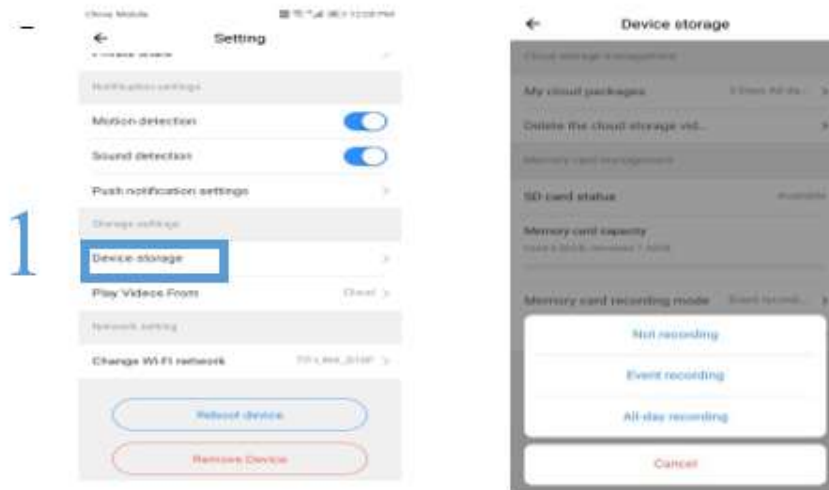 China Mobile
Setting
Notification settings
Motion detection
Sound detection
Push notification settings
Storage settings
1
Device storage
Play Videos From Cloud
Network setting
Change Wi-Fi network
Reboot device
Remove Device
Device storage
Cloud storage management
My cloud packages
Delete the cloud storage vid...
Memory card management
SD card status Available
Memory card capacity
Memory card recording mode Event recordi...
Not recording
Event recording
All-day recording
Cancel